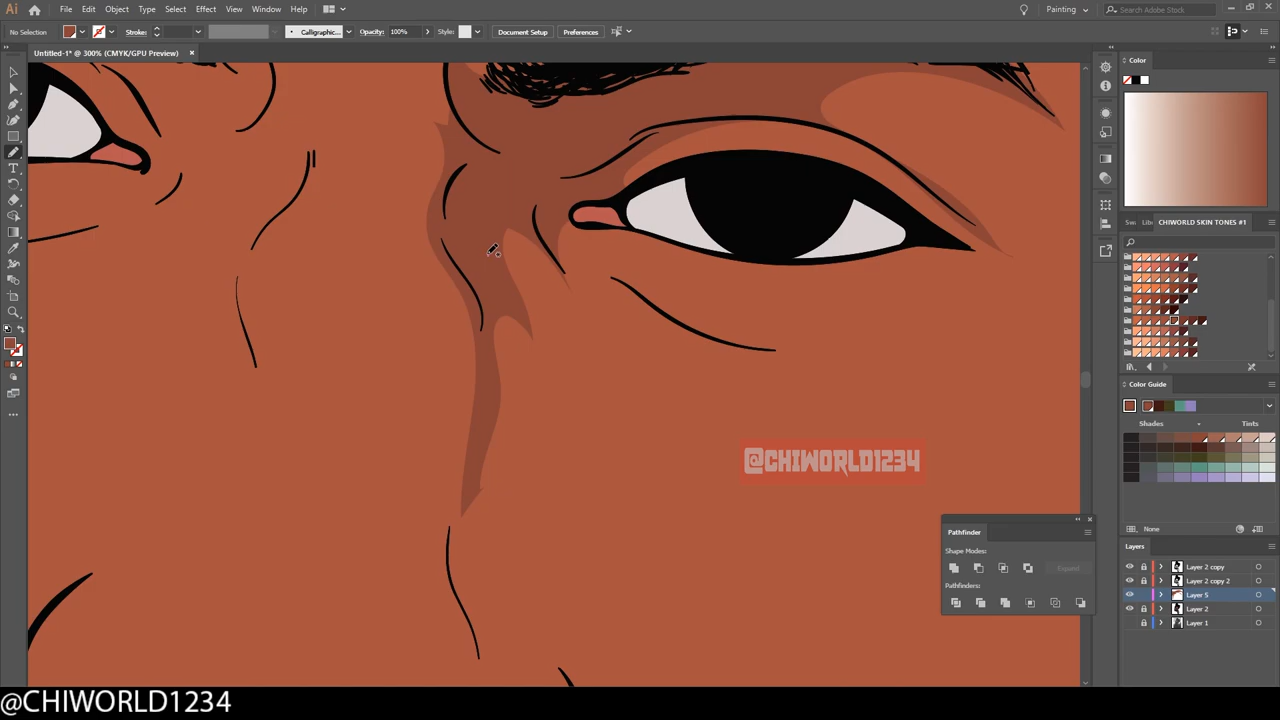 Ai File Edit Object Type Select Effect View Window Help Painting Search Adobe Stock
No Selection Stroke: Calligraphic... Opacity: 100% Style: Document Setup Preferences
Untitled-1* @ 300% (CMYK/GPU Preview)
Color
CHIWORLD SKIN TONES #1
Color Guide
Shades Tints
@CHIWORLD1234
None
Pathfinder
Shape Modes:
Expand
Pathfinders:
Layers
Layer 2 copy
Layer 2 copy 2
Layer 5
Layer 2
Layer 1
@CHIWORLD1234